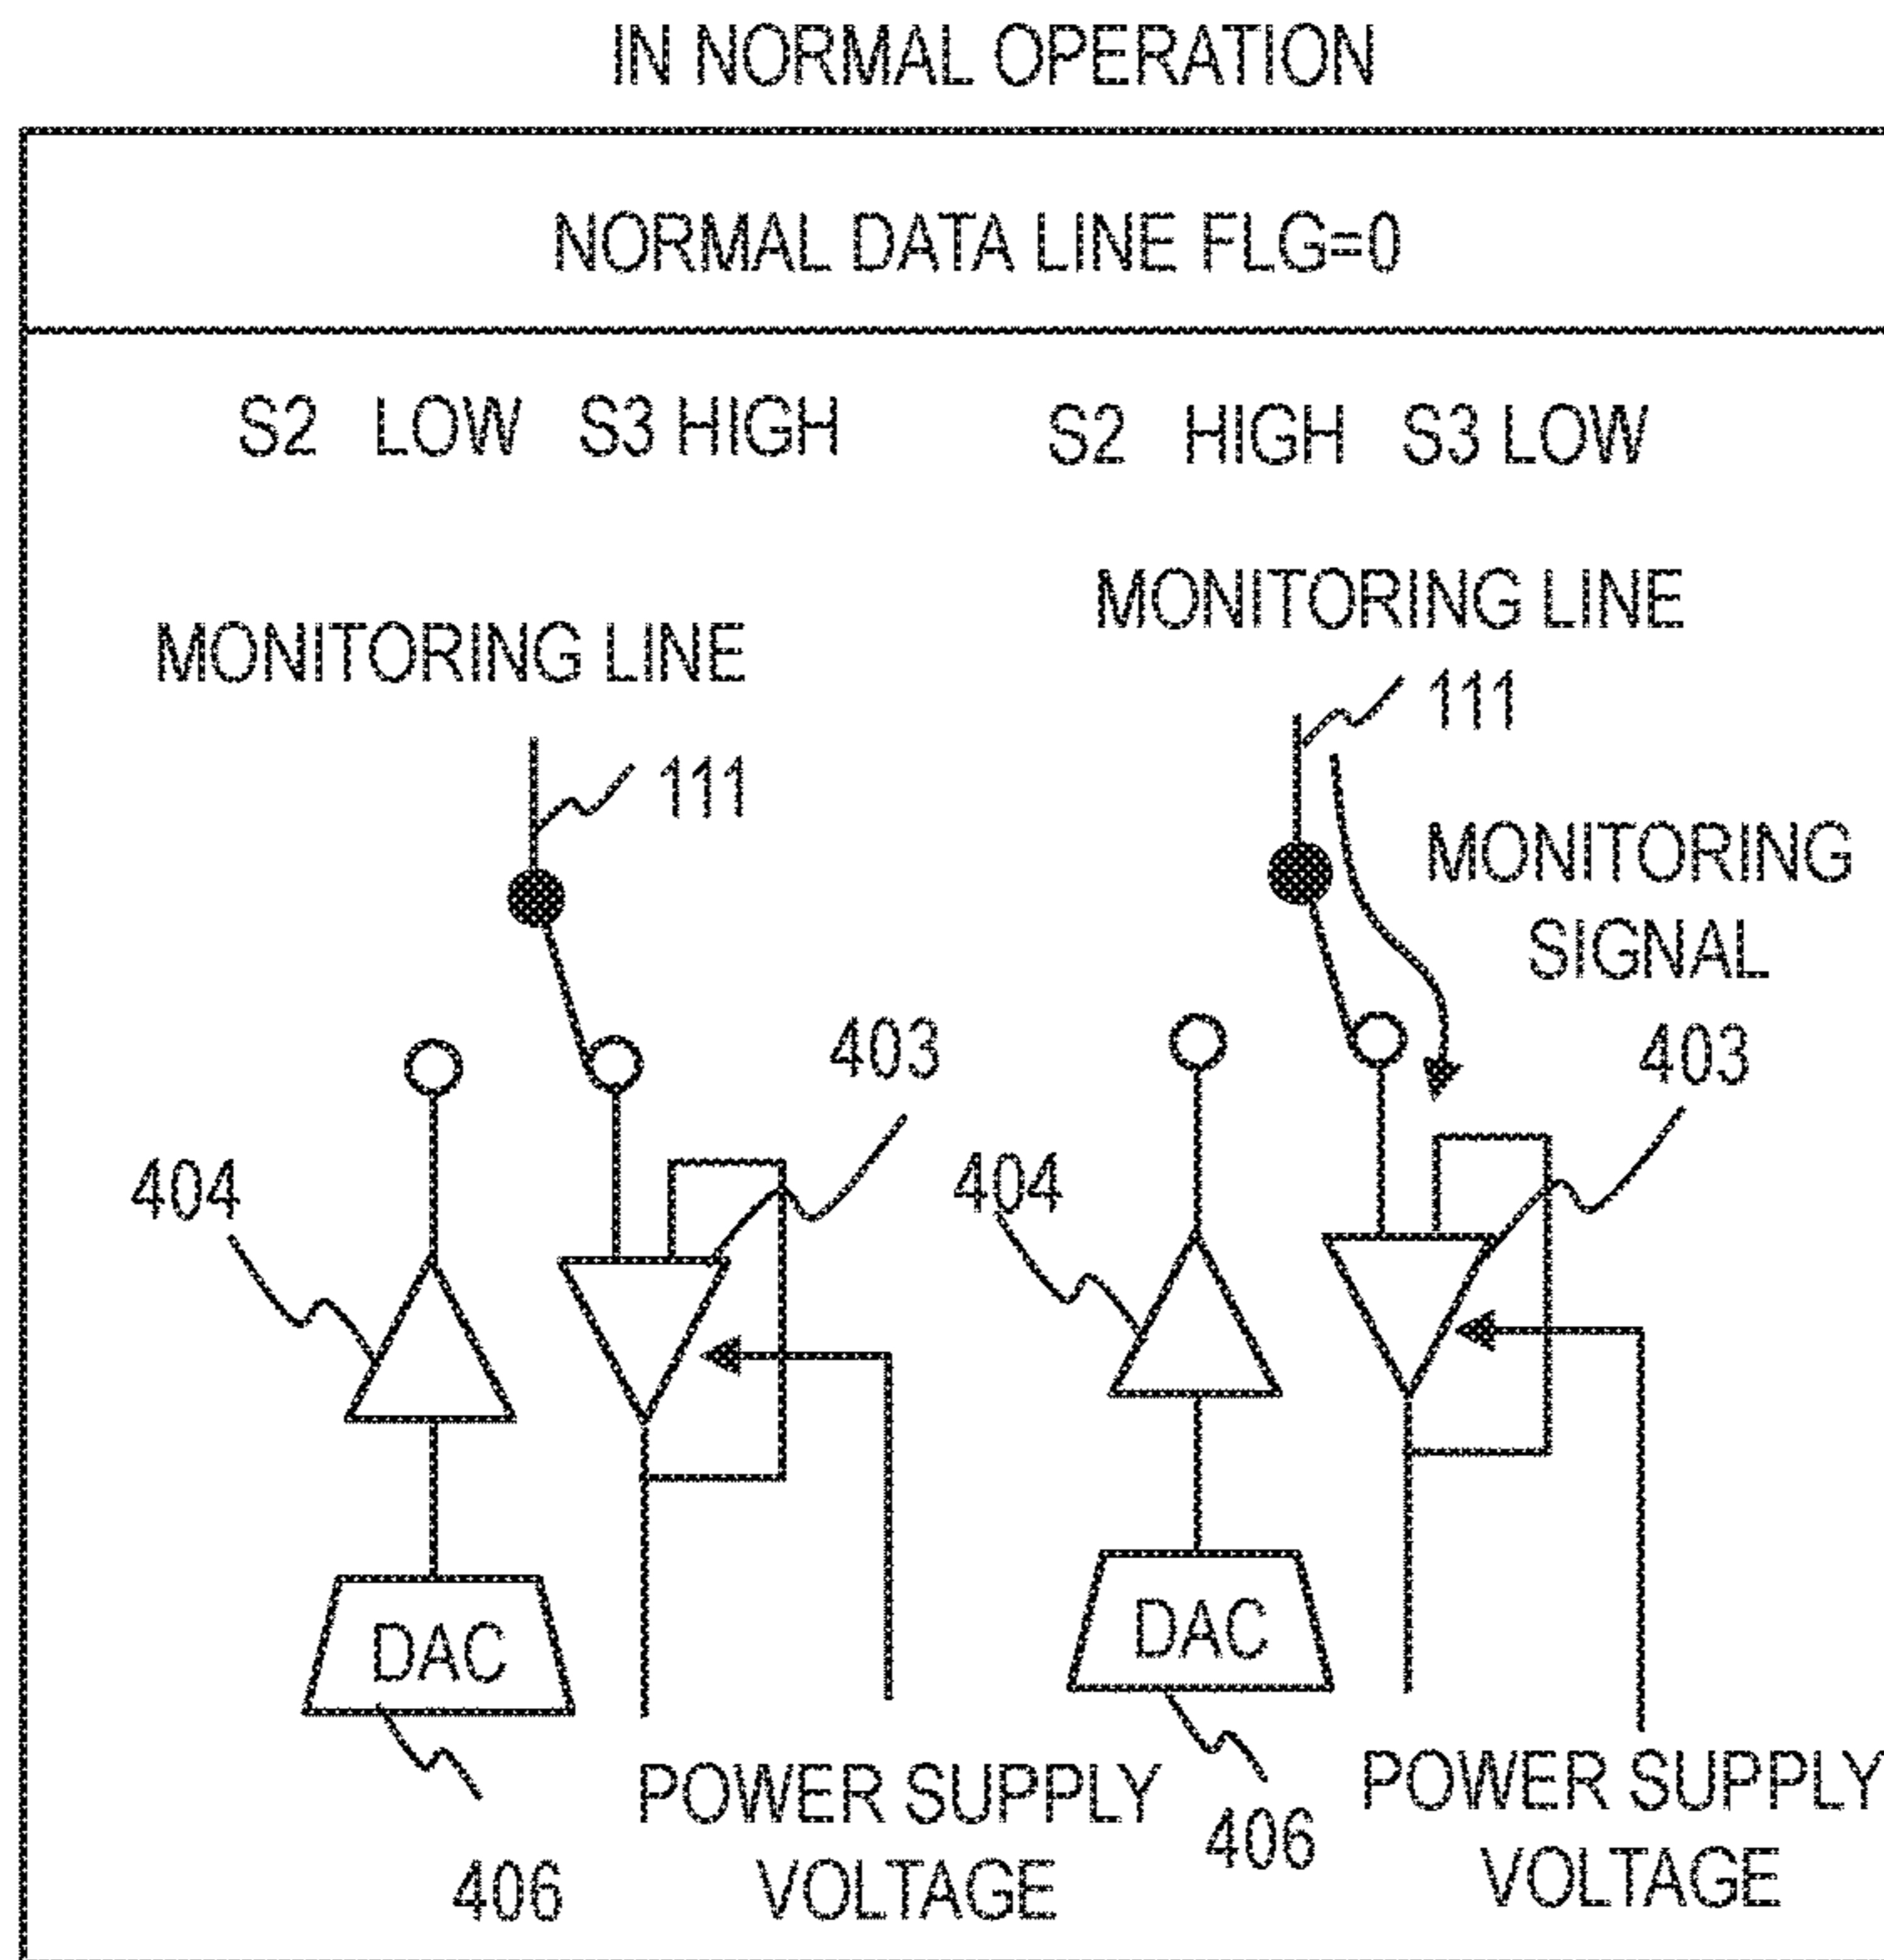 IN NORMAL OPERATION
NORMAL DATA LINE FLG=0
S2 LOW S3 HIGH
S2 HIGH S3 LOW
MONITORING LINE
111
403
404
DAC
406
POWER SUPPLY
VOLTAGE
MONITORING LINE
111
MONITORING
SIGNAL
403
404
DAC
406
POWER SUPPLY
VOLTAGE